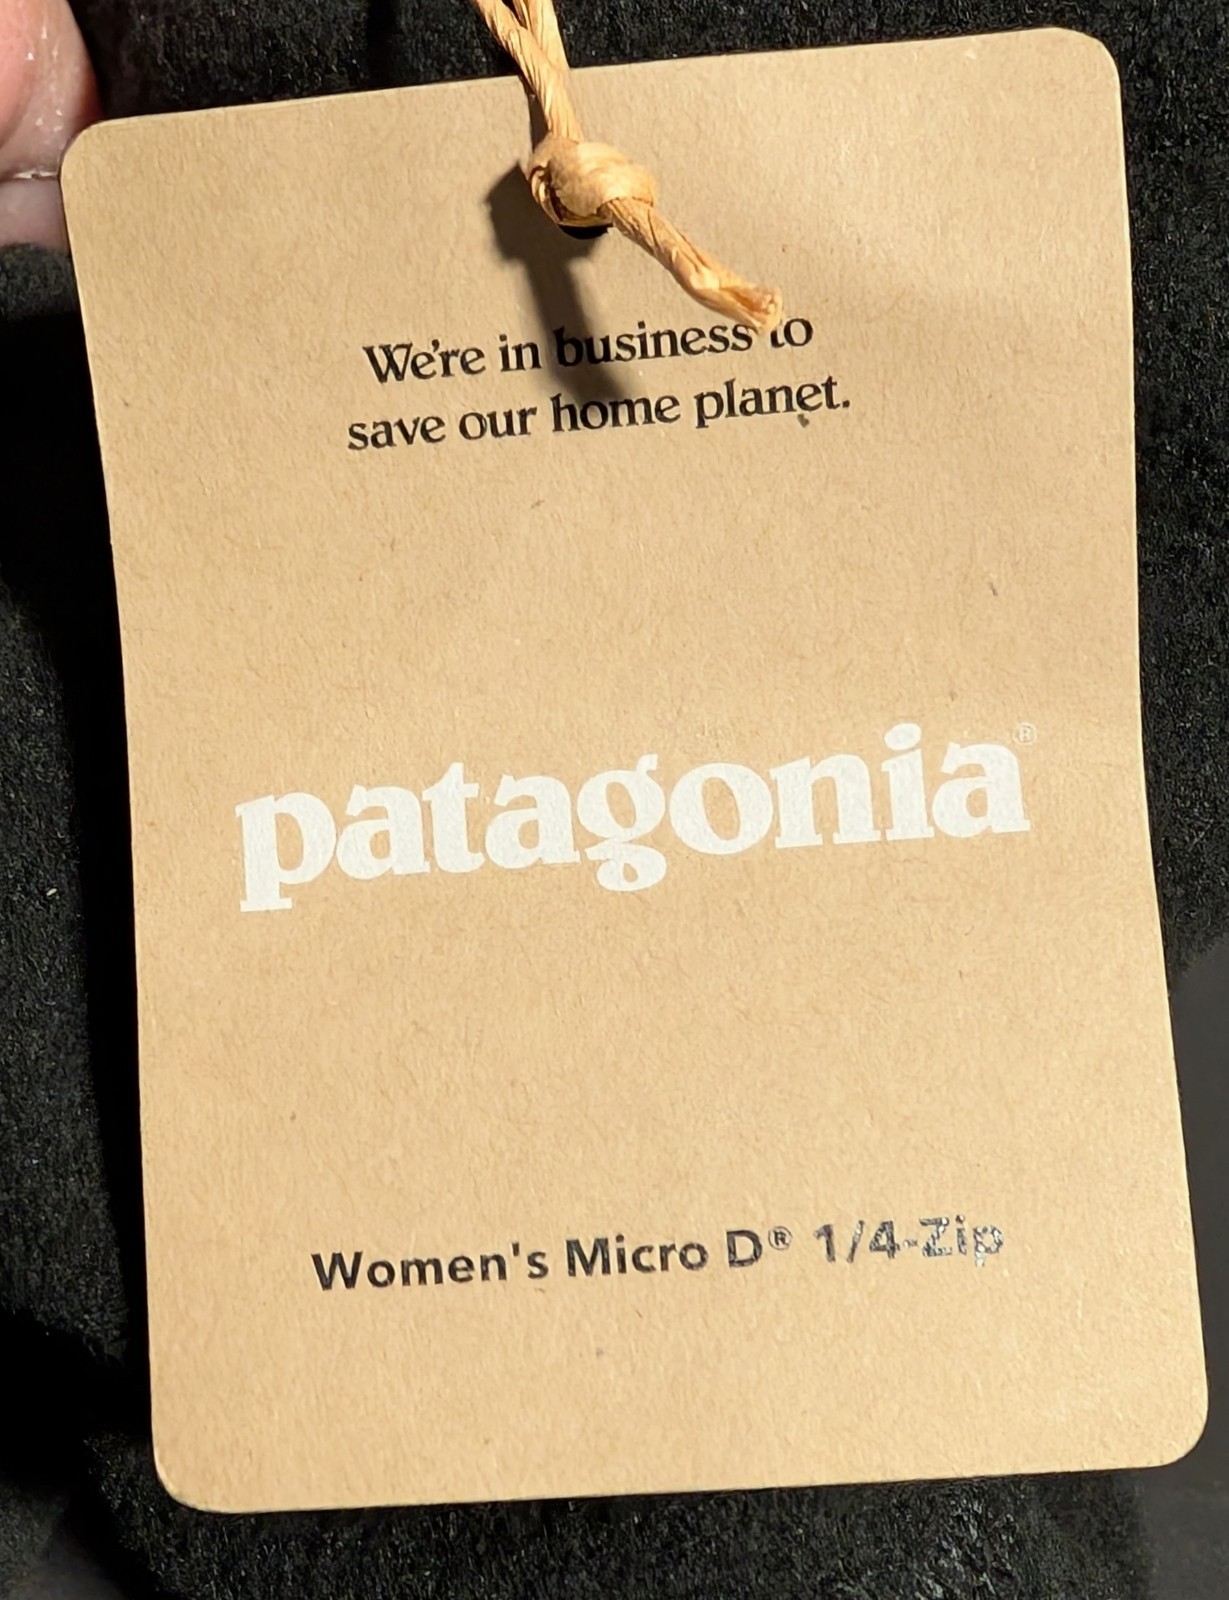 We're in business to
save our home planet.
patagonia®
Women's Micro D® 1/4-Zip